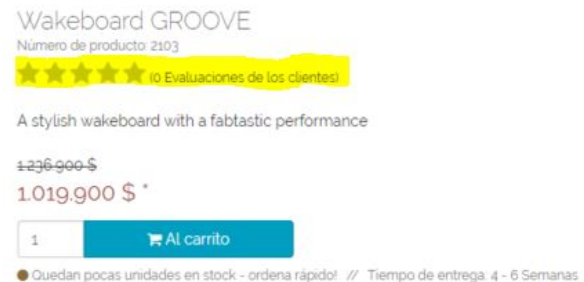 Wakeboard GROOVE
Número de producto: 2103
(0 Evaluaciones de los clientes)
A stylish wakeboard with a fabtastic performance
1.236.900 $
1.019.900 $ *
1 Al carrito
Quedan pocas unidades en stock - ordena rápido! // Tiempo de entrega: 4 - 6 Semanas